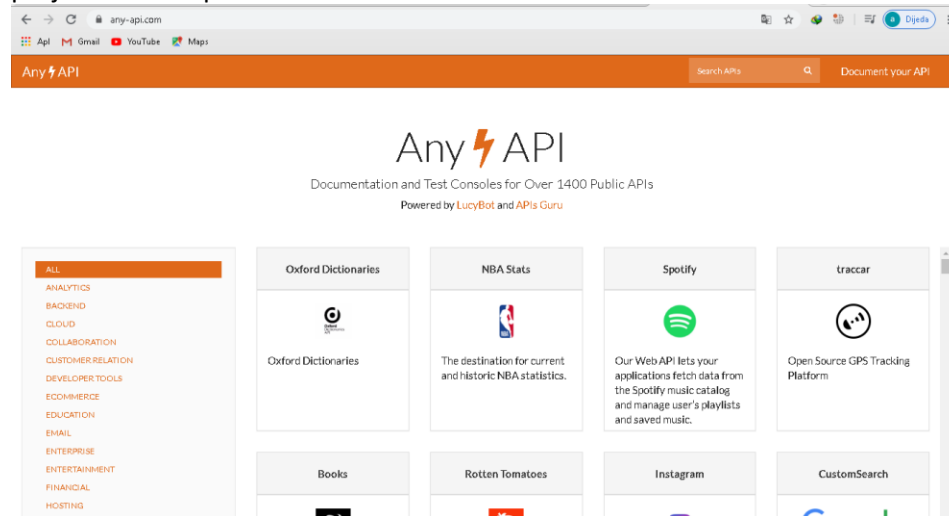 any-api.com
Dijeda
Apl Gmail YouTube Maps
Any API
Search APIs
Document your API
Any API
Documentation and Test Consoles for Over 1400 Public APIs
Powered by LucyBot and APIs Guru
ALL
ANALYTICS
BACKEND
CLOUD
COLLABORATION
CUSTOMER RELATION
DEVELOPER TOOLS
ECOMMERCE
EDUCATION
EMAIL
ENTERPRISE
ENTERTAINMENT
FINANCIAL
HOSTING
Oxford Dictionaries
Oxford Dictionaries
NBA Stats
The destination for current
and historic NBA statistics.
Spotify
Our Web API lets your
applications fetch data from
the Spotify music catalog
and manage user's playlists
and saved music.
traccar
Open Source GPS Tracking
Platform
Books
Rotten Tomatoes
Instagram
CustomSearch